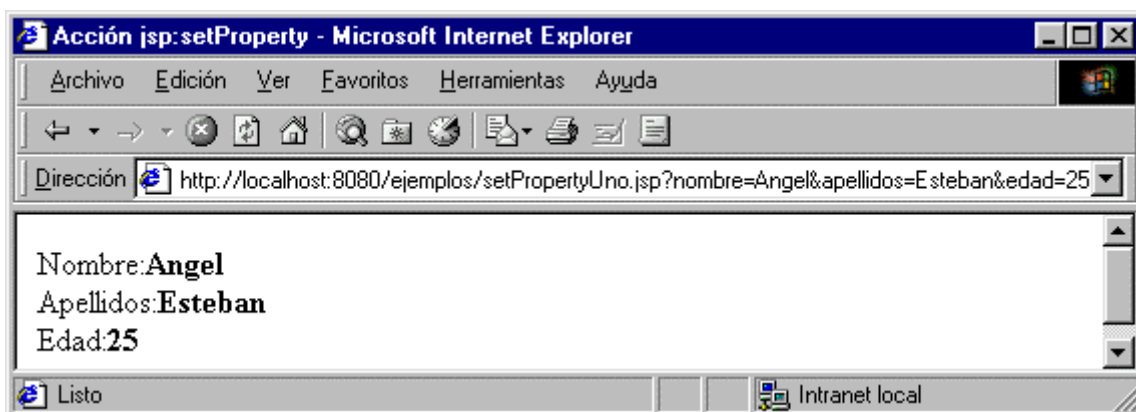 Acción jsp:setProperty - Microsoft Internet Explorer
Archivo Edición Ver Favoritos Herramientas Ayuda
Dirección http://localhost:8080/ejemplos/setPropertyUno.jsp?nombre=Angel&apellidos=Esteban&edad=25
Nombre:Angel
Apellidos:Esteban
Edad:25
Listo Intranet local